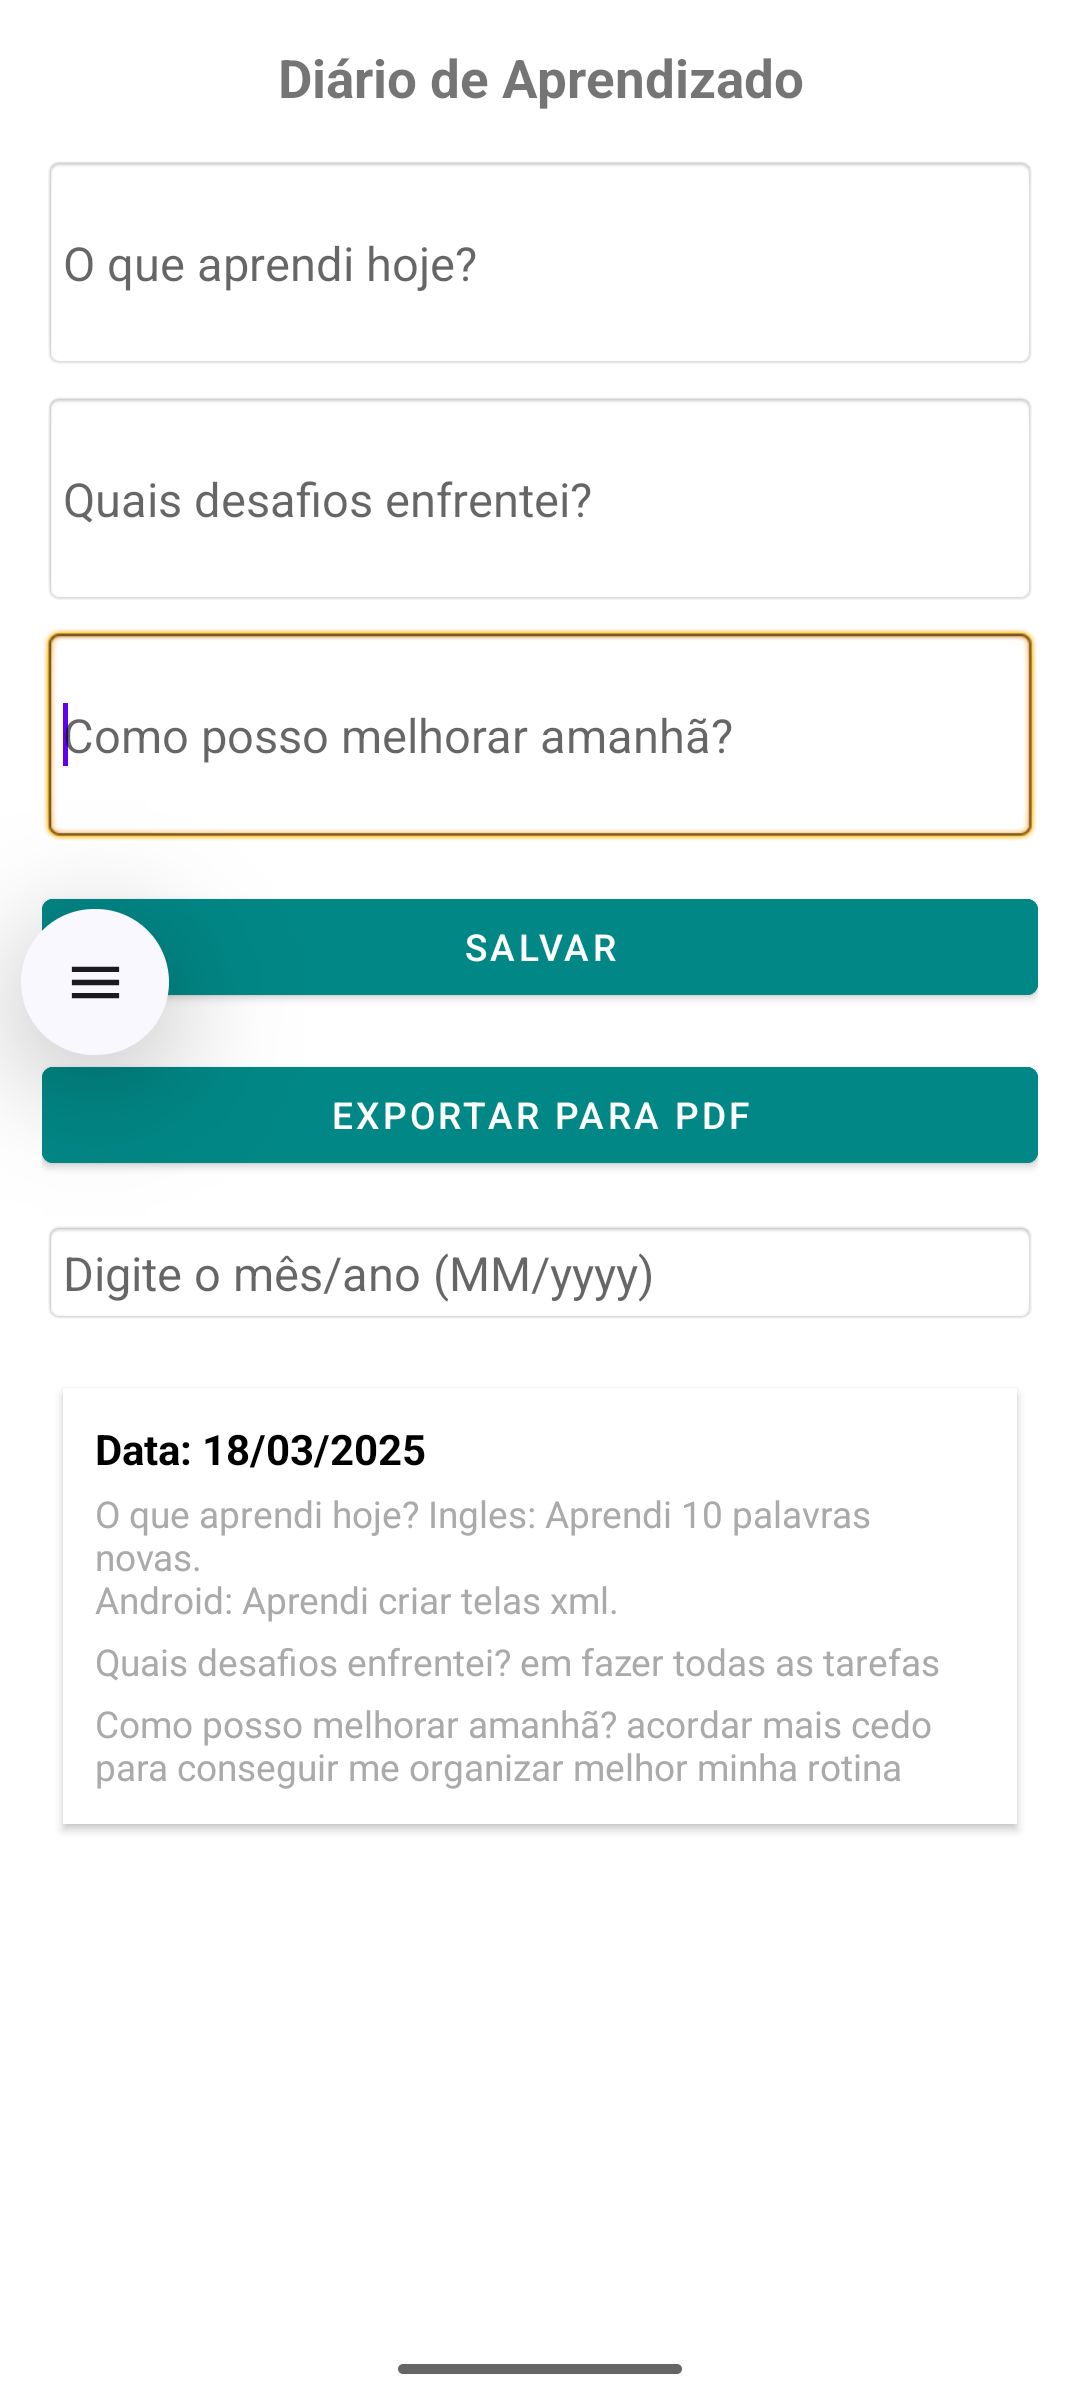 Diário de Aprendizado
O que aprendi hoje?
Quais desafios enfrentei?
Como posso melhorar amanhã?
SALVAR
EXPORTAR PARA PDF
Digite o mês/ano (MM/yyyy)
Data: 18/03/2025
O que aprendi hoje? Ingles: Aprendi 10 palavras
novas.
Android: Aprendi criar telas xml.
Quais desafios enfrentei? em fazer todas as tarefas
Como posso melhorar amanhã? acordar mais cedo
para conseguir me organizar melhor minha rotina